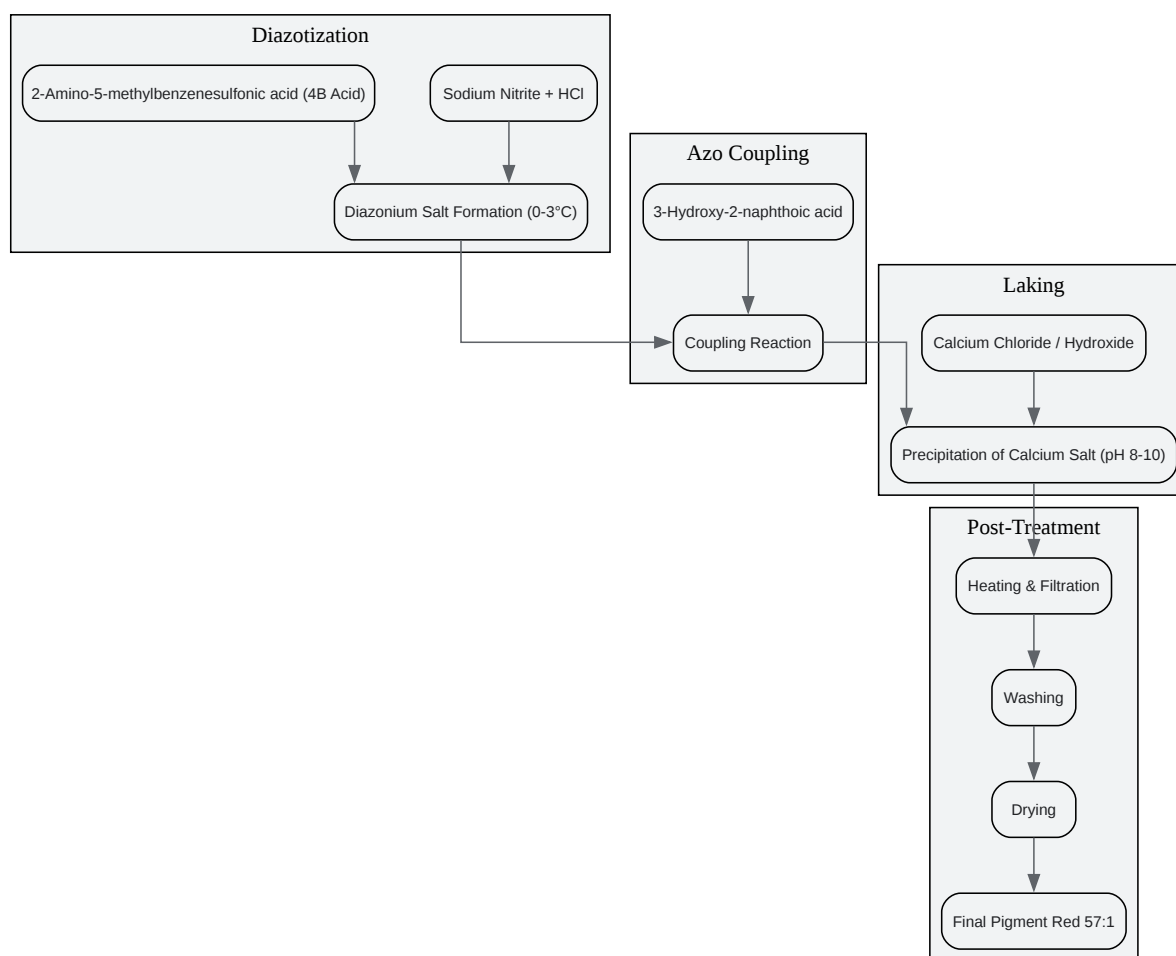 Diazotization
2-Amino-5-methylbenzenesulfonic acid (4B Acid)
Sodium Nitrite + HCl
Diazonium Salt Formation (0-3°C)
Azo Coupling
3-Hydroxy-2-naphthoic acid
Coupling Reaction
Laking
Calcium Chloride / Hydroxide
Precipitation of Calcium Salt (pH 8-10)
Post-Treatment
Heating & Filtration
Washing
Drying
Final Pigment Red 57:1